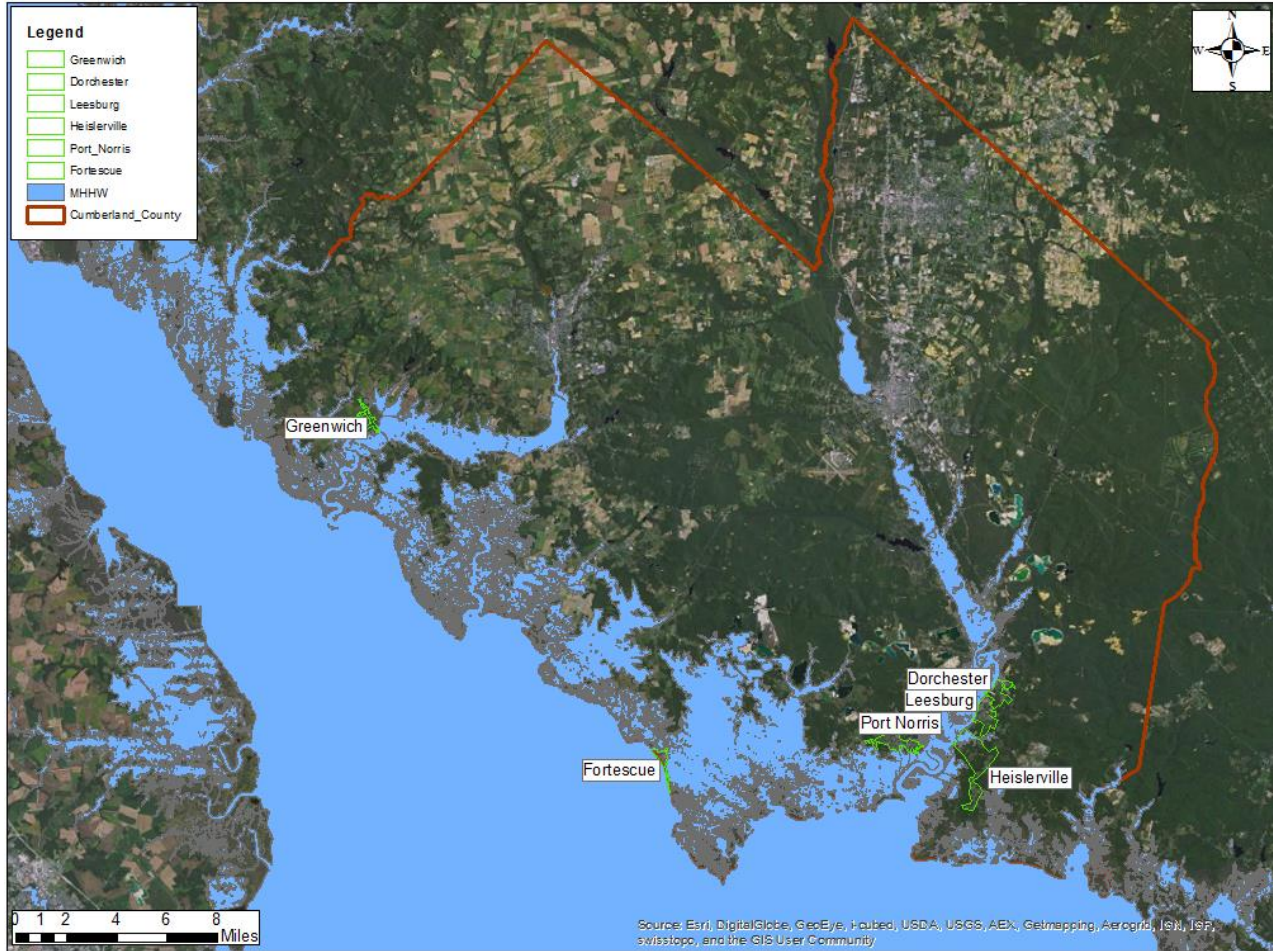 Legend
Greenwich
Dorchester
Leesburg
Heislerville
Port_Norris
Fortescue
MHHW
Cumberland_County
N
W E
S
Greenwich
Dorchester
Leesburg
Port Norris
Fortescue
Heislerville
0 1 2 4 6 8
Miles
Source: Esri, DigitalGlobe, GeoEye, i-cubed, USDA, USGS, AEX, Getmapping, Aerogrid, IGN, IGP,
swisstopo, and the GIS User Community